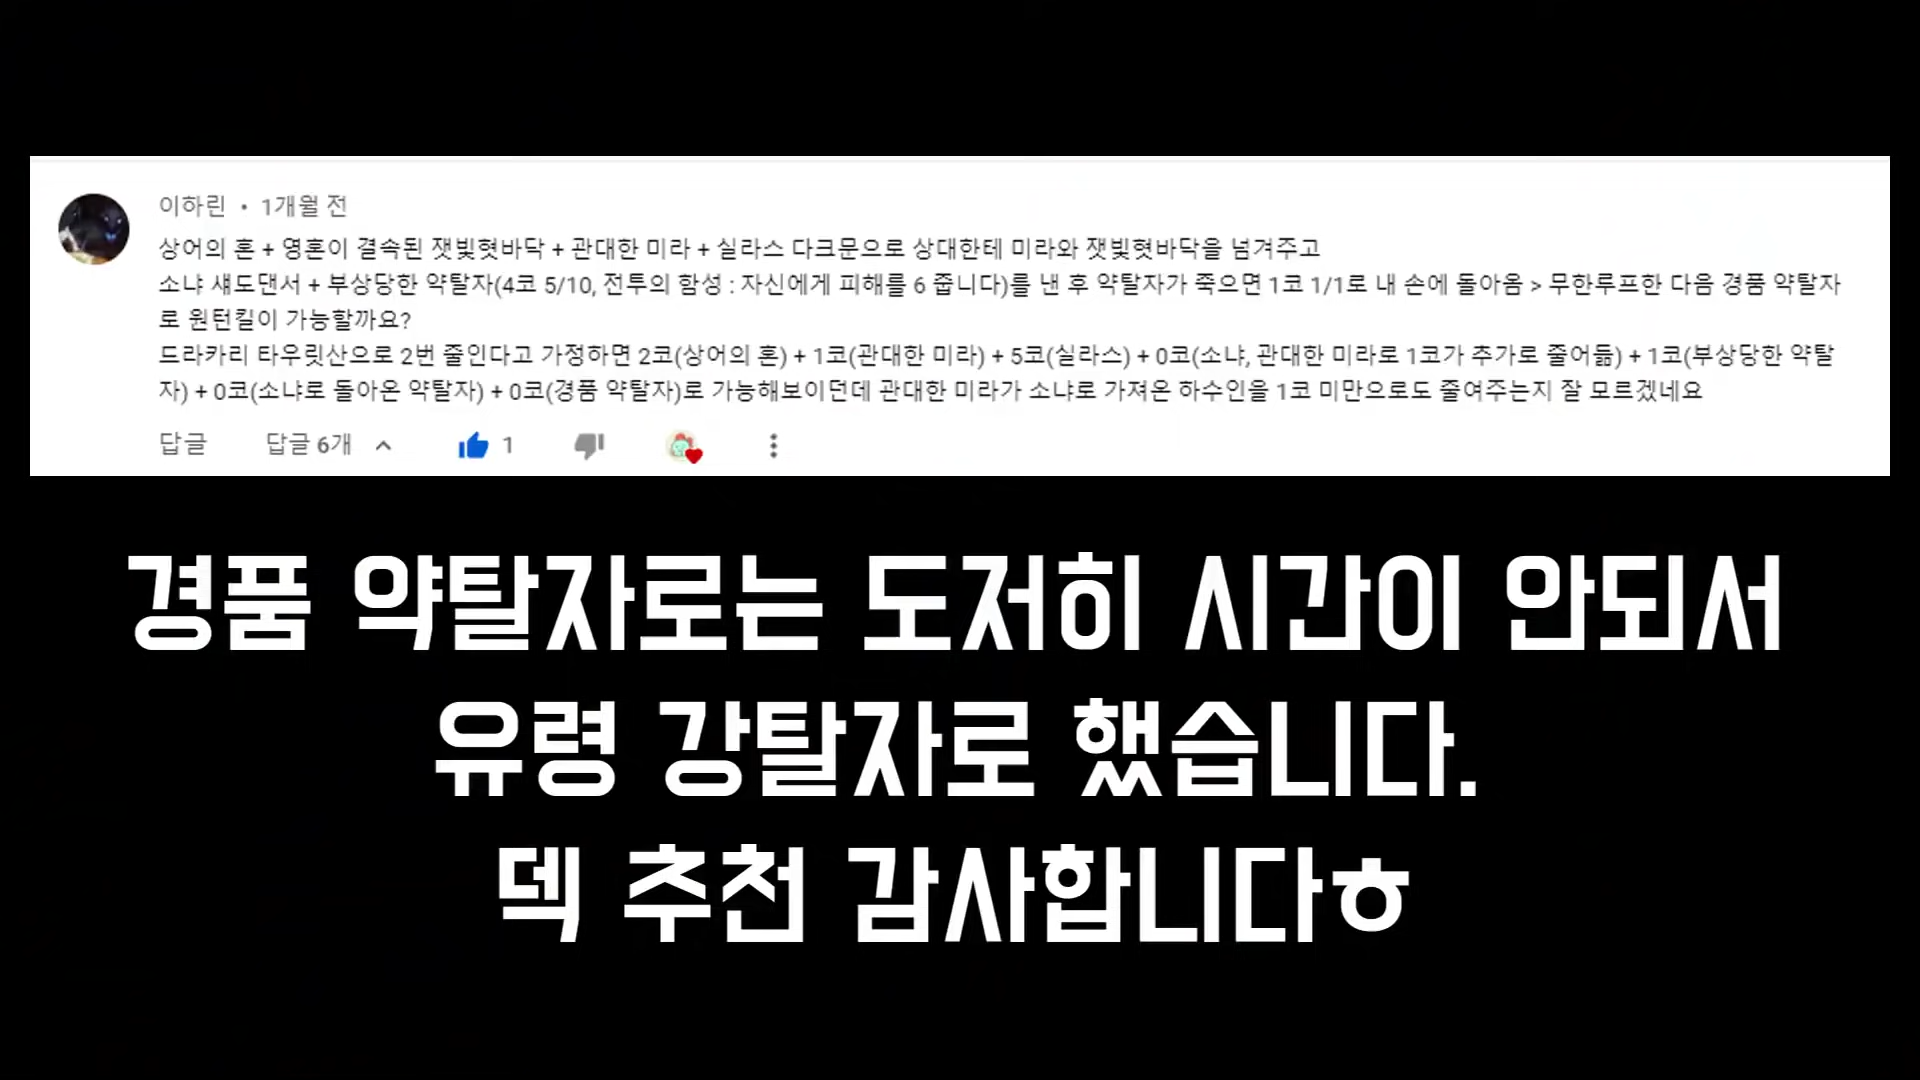 이하린 • 1개월 전
상어의 혼 + 영혼이 결속된 잿빛혓바닥 + 관대한 미라 + 실라스 다크문으로 상대한테 미라와 잿빛혓바닥을 넘겨주고
소냐 섀도댄서 + 부상당한 약탈자(4코 5/10, 전투의 함성 : 자신에게 피해를 6 줍니다)를 낸 후 약탈자가 죽으면 1코 1/1로 내 손에 돌아옴 > 무한루프한 다음 경품 약탈자
로 원턴킬이 가능할까요?
드라카리 타우릿산으로 2번 줄인다고 가정하면 2코(상어의 혼) + 1코(관대한 미라) + 5코(실라스) + 0코(소냐, 관대한 미라로 1코가 추가로 줄어듦) + 1코(부상당한 약탈
자) + 0코(소냐로 돌아온 약탈자) + 0코(경품 약탈자)로 가능해보이던데 관대한 미라가 소냐로 가져온 하수인을 1코 미만으로도 줄여주는지 잘 모르겠네요
답글 답글 6개 1
경품 약탈자로는 도저히 시간이 안되서
유령 강탈자로 했습니다.
덱 추천 감사합니다ㅎ